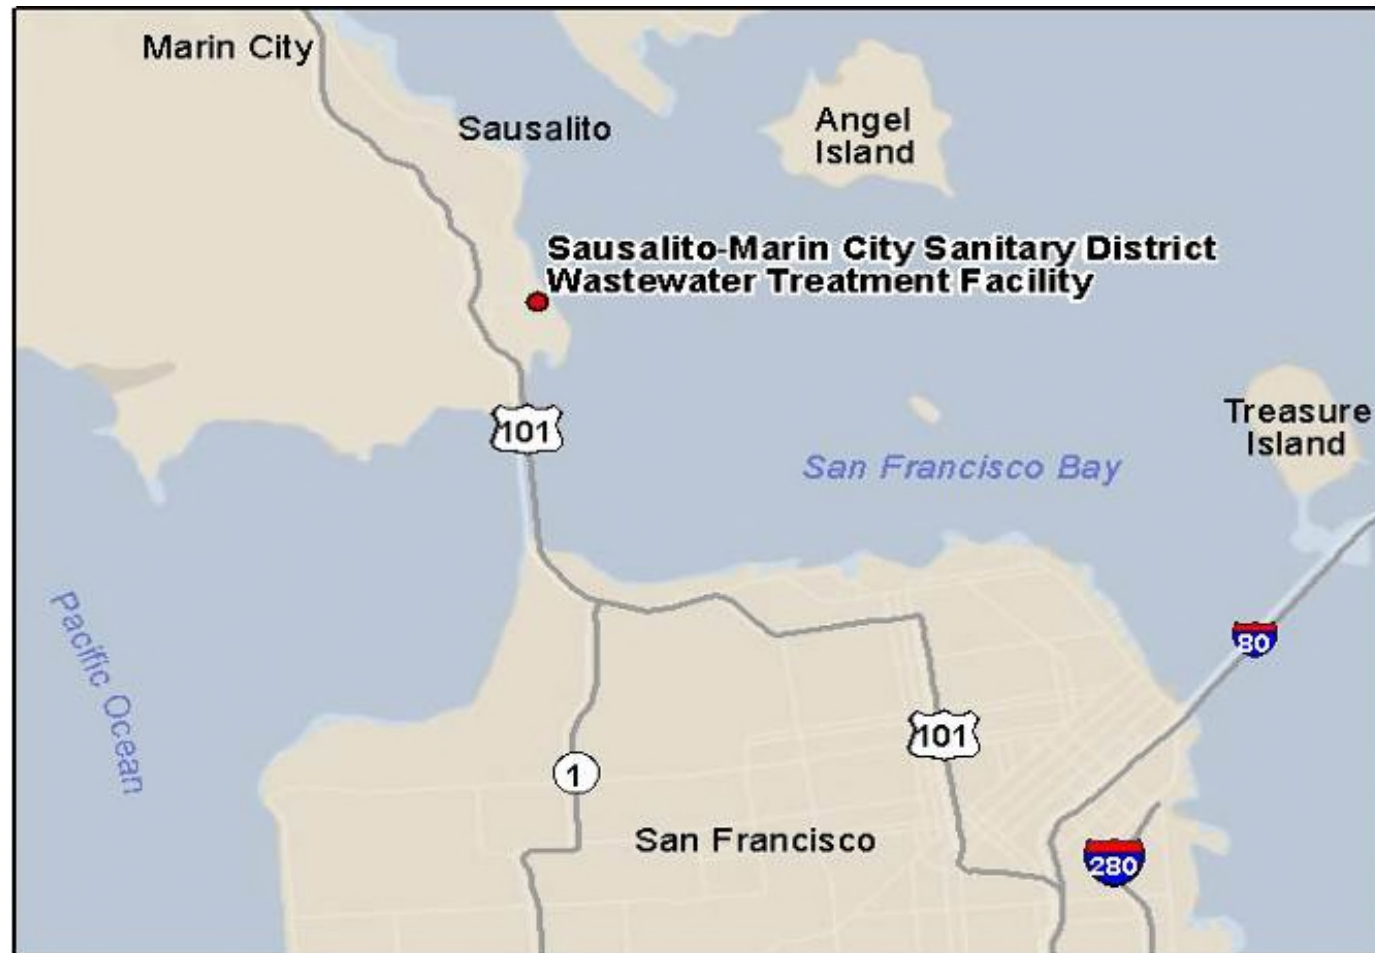 Marin City
Sausalito
Angel
Island
Sausalito-Marin City Sanitary District
Wastewater Treatment Facility
Treasure
Island
101
San Francisco Bay
Pacific Ocean
80
101
1
San Francisco
280